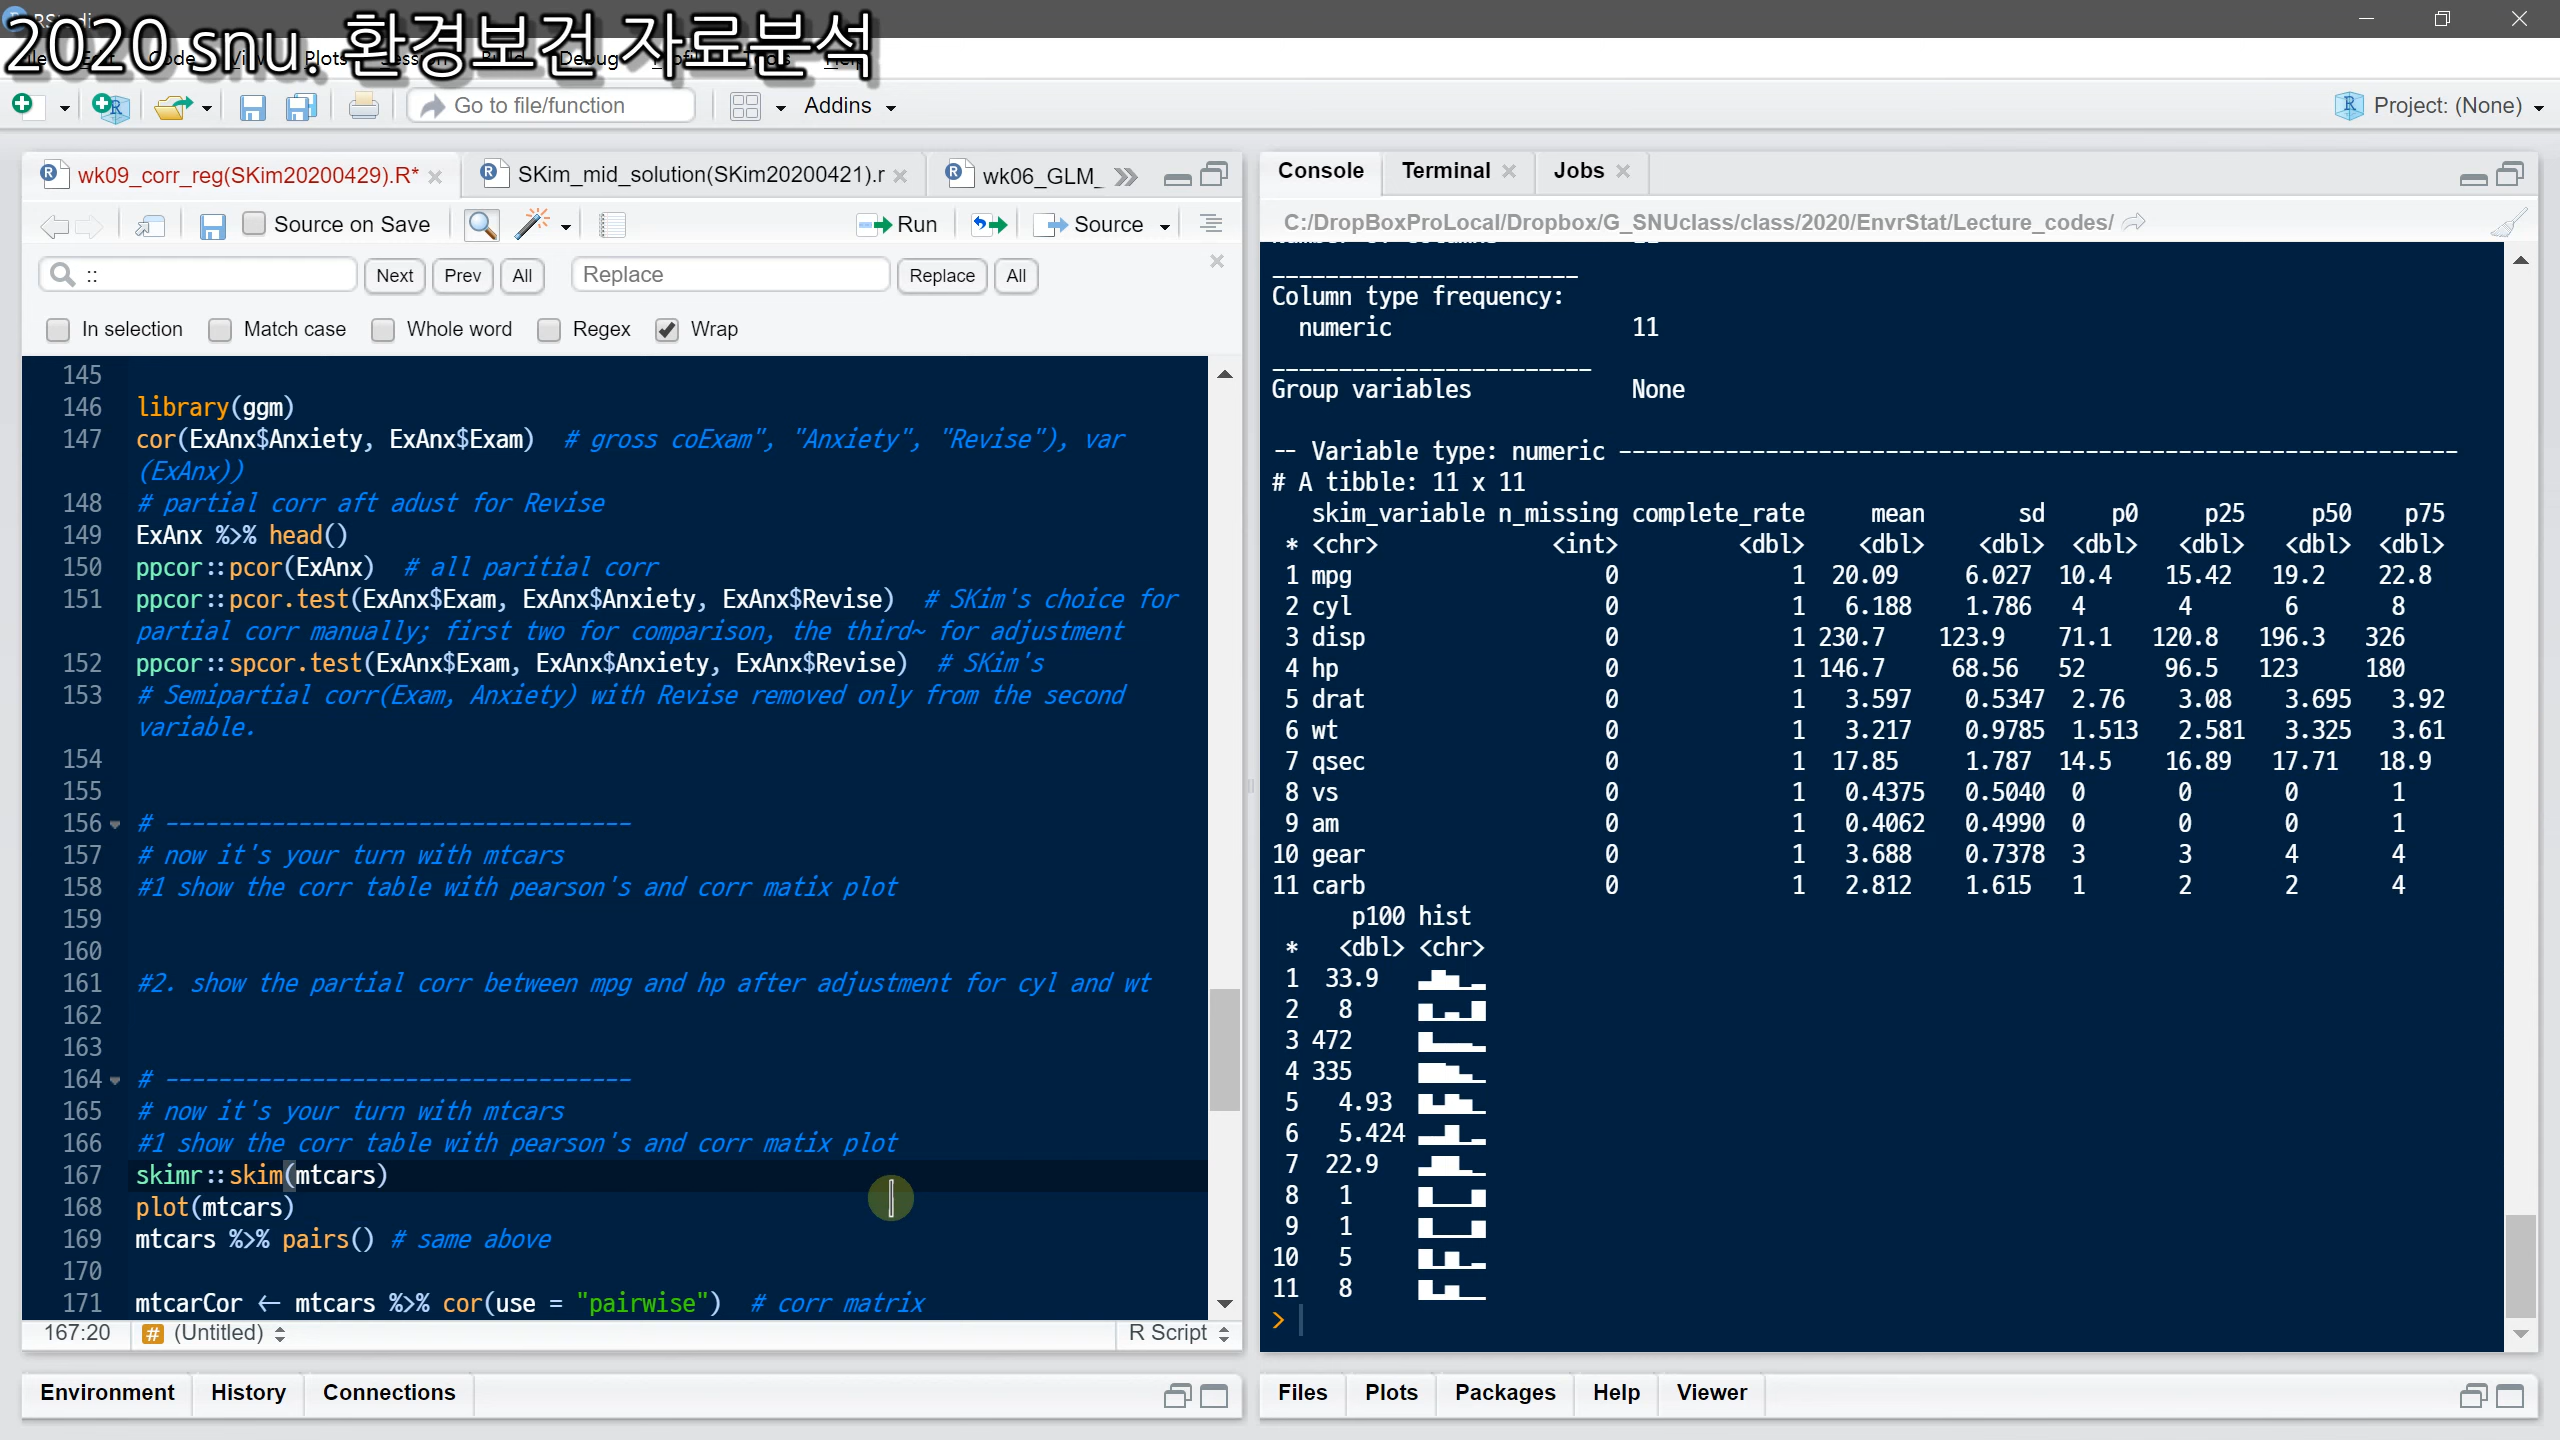 2020 snu. 환경보건 자료분석
Go to file/function
Addins
Project: (None)
wk09_corr_reg(SKim20200429).R*
SKim_mid_solution(SKim20200421).r
wk06_GLM_
Source on Save
Run
Source
::
Next
Prev
All
Replace
Replace
All
In selection
Match case
Whole word
Regex
Wrap
145
146 library(ggm)
147 cor(ExAnx$Anxiety, ExAnx$Exam)  # gross coExam", "Anxiety", "Revise"), var
(ExAnx))
148 # partial corr aft adust for Revise
149 ExAnx %>% head()
150 ppcor::pcor(ExAnx)  # all paritial corr
151 ppcor::pcor.test(ExAnx$Exam, ExAnx$Anxiety, ExAnx$Revise)  # SKim's choice for
partial corr manually; first two for comparison, the third~ for adjustment
152 ppcor::spcor.test(ExAnx$Exam, ExAnx$Anxiety, ExAnx$Revise)  # SKim's
153 # Semipartial corr(Exam, Anxiety) with Revise removed only from the second
variable.
154
155
156 # -----------------------------------
157 # now it's your turn with mtcars
158 #1 show the corr table with pearson's and corr matix plot
159
160
161 #2. show the partial corr between mpg and hp after adjustment for cyl and wt
162
163
164 # -----------------------------------
165 # now it's your turn with mtcars
166 #1 show the corr table with pearson's and corr matix plot
167 skimr::skim(mtcars)
168 plot(mtcars)
169 mtcars %>% pairs() # same above
170
171 mtcarCor <- mtcars %>% cor(use = "pairwise")  # corr matrix
167:20
# (Untitled)
R Script
Environment
History
Connections
Console
Terminal
Jobs
C:/DropBoxProLocal/Dropbox/G_SNUclass/class/2020/EnvrStat/Lecture_codes/
_______________________
Column type frequency:
numeric 11
________________________
Group variables None
-- Variable type: numeric ---------------------------------------------------------------
# A tibble: 11 x 11
skim_variable n_missing complete_rate mean sd p0 p25 p50 p75
* <chr> <int> <dbl> <dbl> <dbl> <dbl> <dbl> <dbl> <dbl>
1 mpg 0 1 20.09 6.027 10.4 15.42 19.2 22.8
2 cyl 0 1 6.188 1.786 4 4 6 8
3 disp 0 1 230.7 123.9 71.1 120.8 196.3 326
4 hp 0 1 146.7 68.56 52 96.5 123 180
5 drat 0 1 3.597 0.5347 2.76 3.08 3.695 3.92
6 wt 0 1 3.217 0.9785 1.513 2.581 3.325 3.61
7 qsec 0 1 17.85 1.787 14.5 16.89 17.71 18.9
8 vs 0 1 0.4375 0.5040 0 0 0 1
9 am 0 1 0.4062 0.4990 0 0 0 1
10 gear 0 1 3.688 0.7378 3 3 4 4
11 carb 0 1 2.812 1.615 1 2 2 4
p100 hist
* <dbl> <chr>
1 33.9
2 8
3 472
4 335
5 4.93
6 5.424
7 22.9
8 1
9 1
10 5
11 8
>
Files
Plots
Packages
Help
Viewer